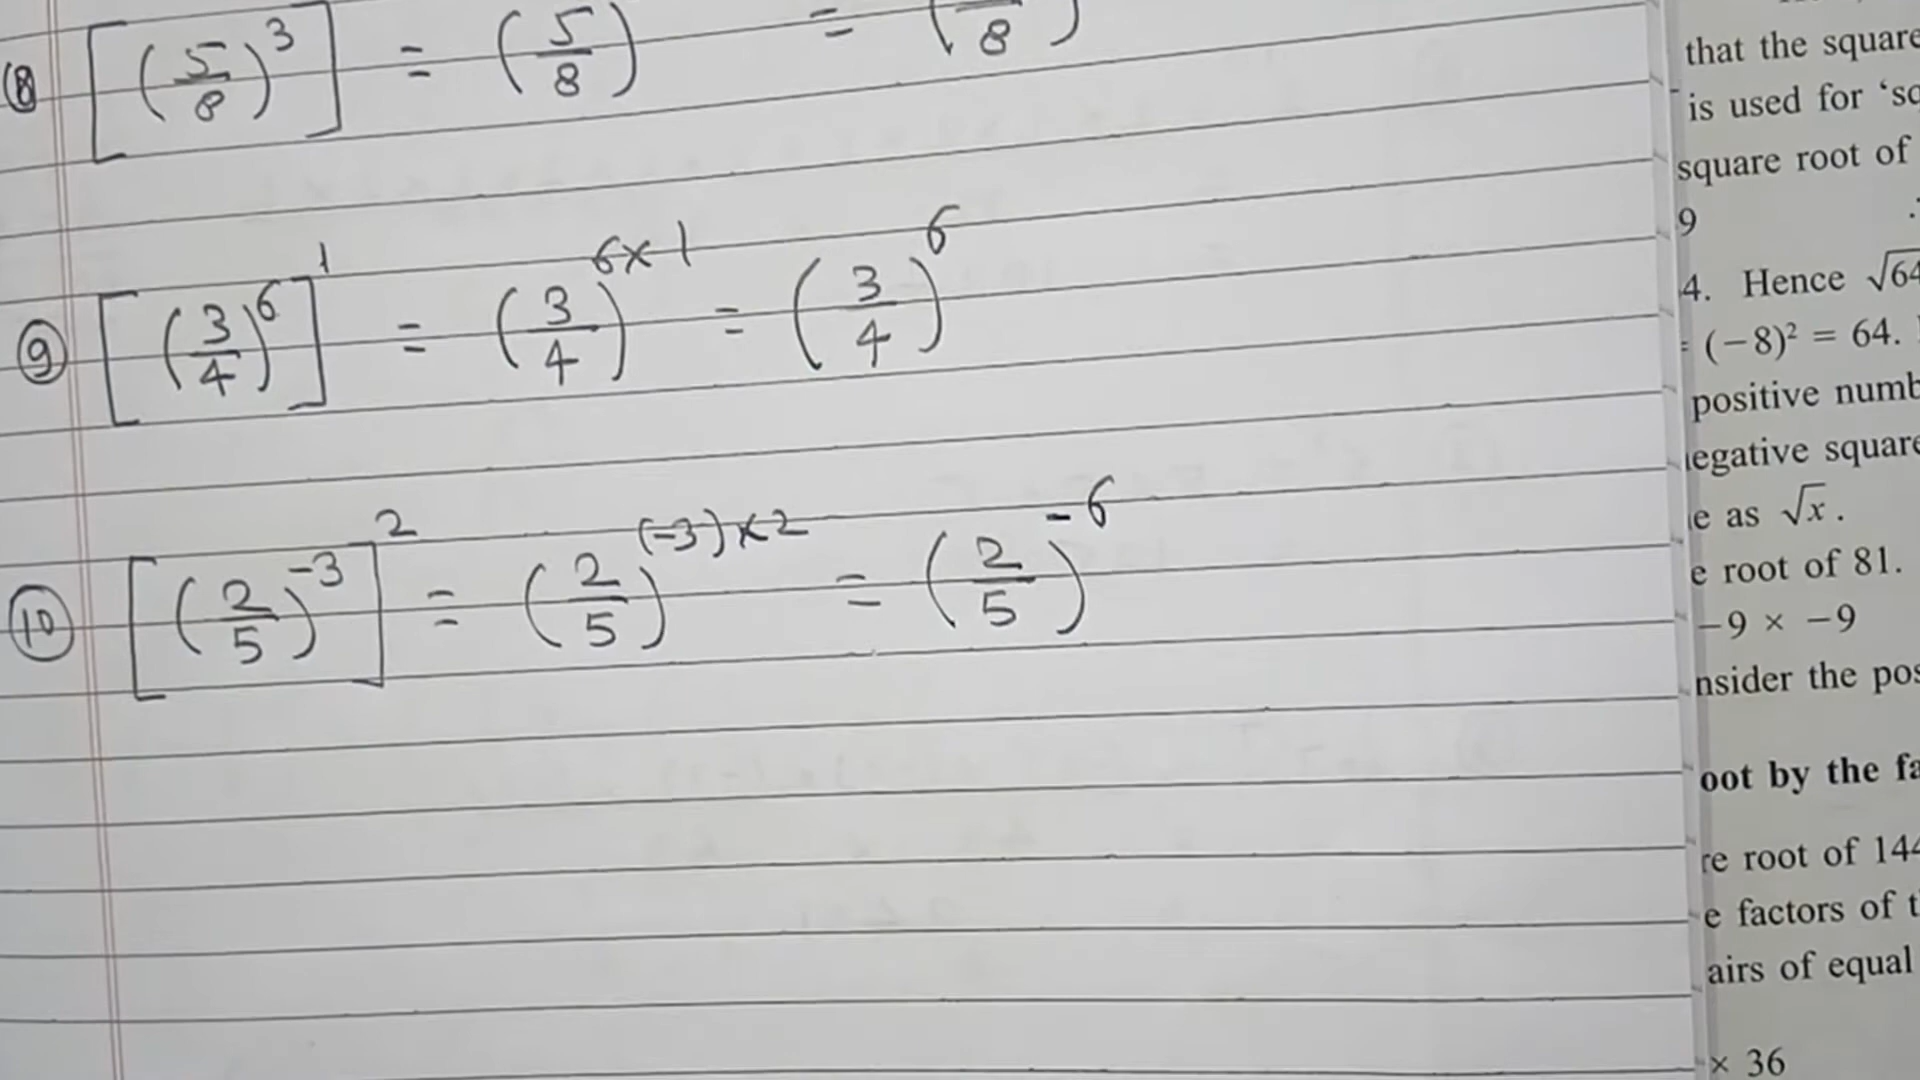 (8) [(5/8)^3] = (5/8) = ( /8)
(9) [(3/4)^6]^1 = (3/4)^{6×1} = (3/4)^6
(10) [(2/5)^{-3}]^2 = (2/5)^{(-3)×2} = (2/5)^{-6}
that the square
is used for ‘sq
square root of
9
4. Hence √64
= (−8)² = 64.
positive numb
egative square
e as √x.
e root of 81.
−9 × −9
nsider the pos
oot by the fa
re root of 144
e factors of t
airs of equal
× 36